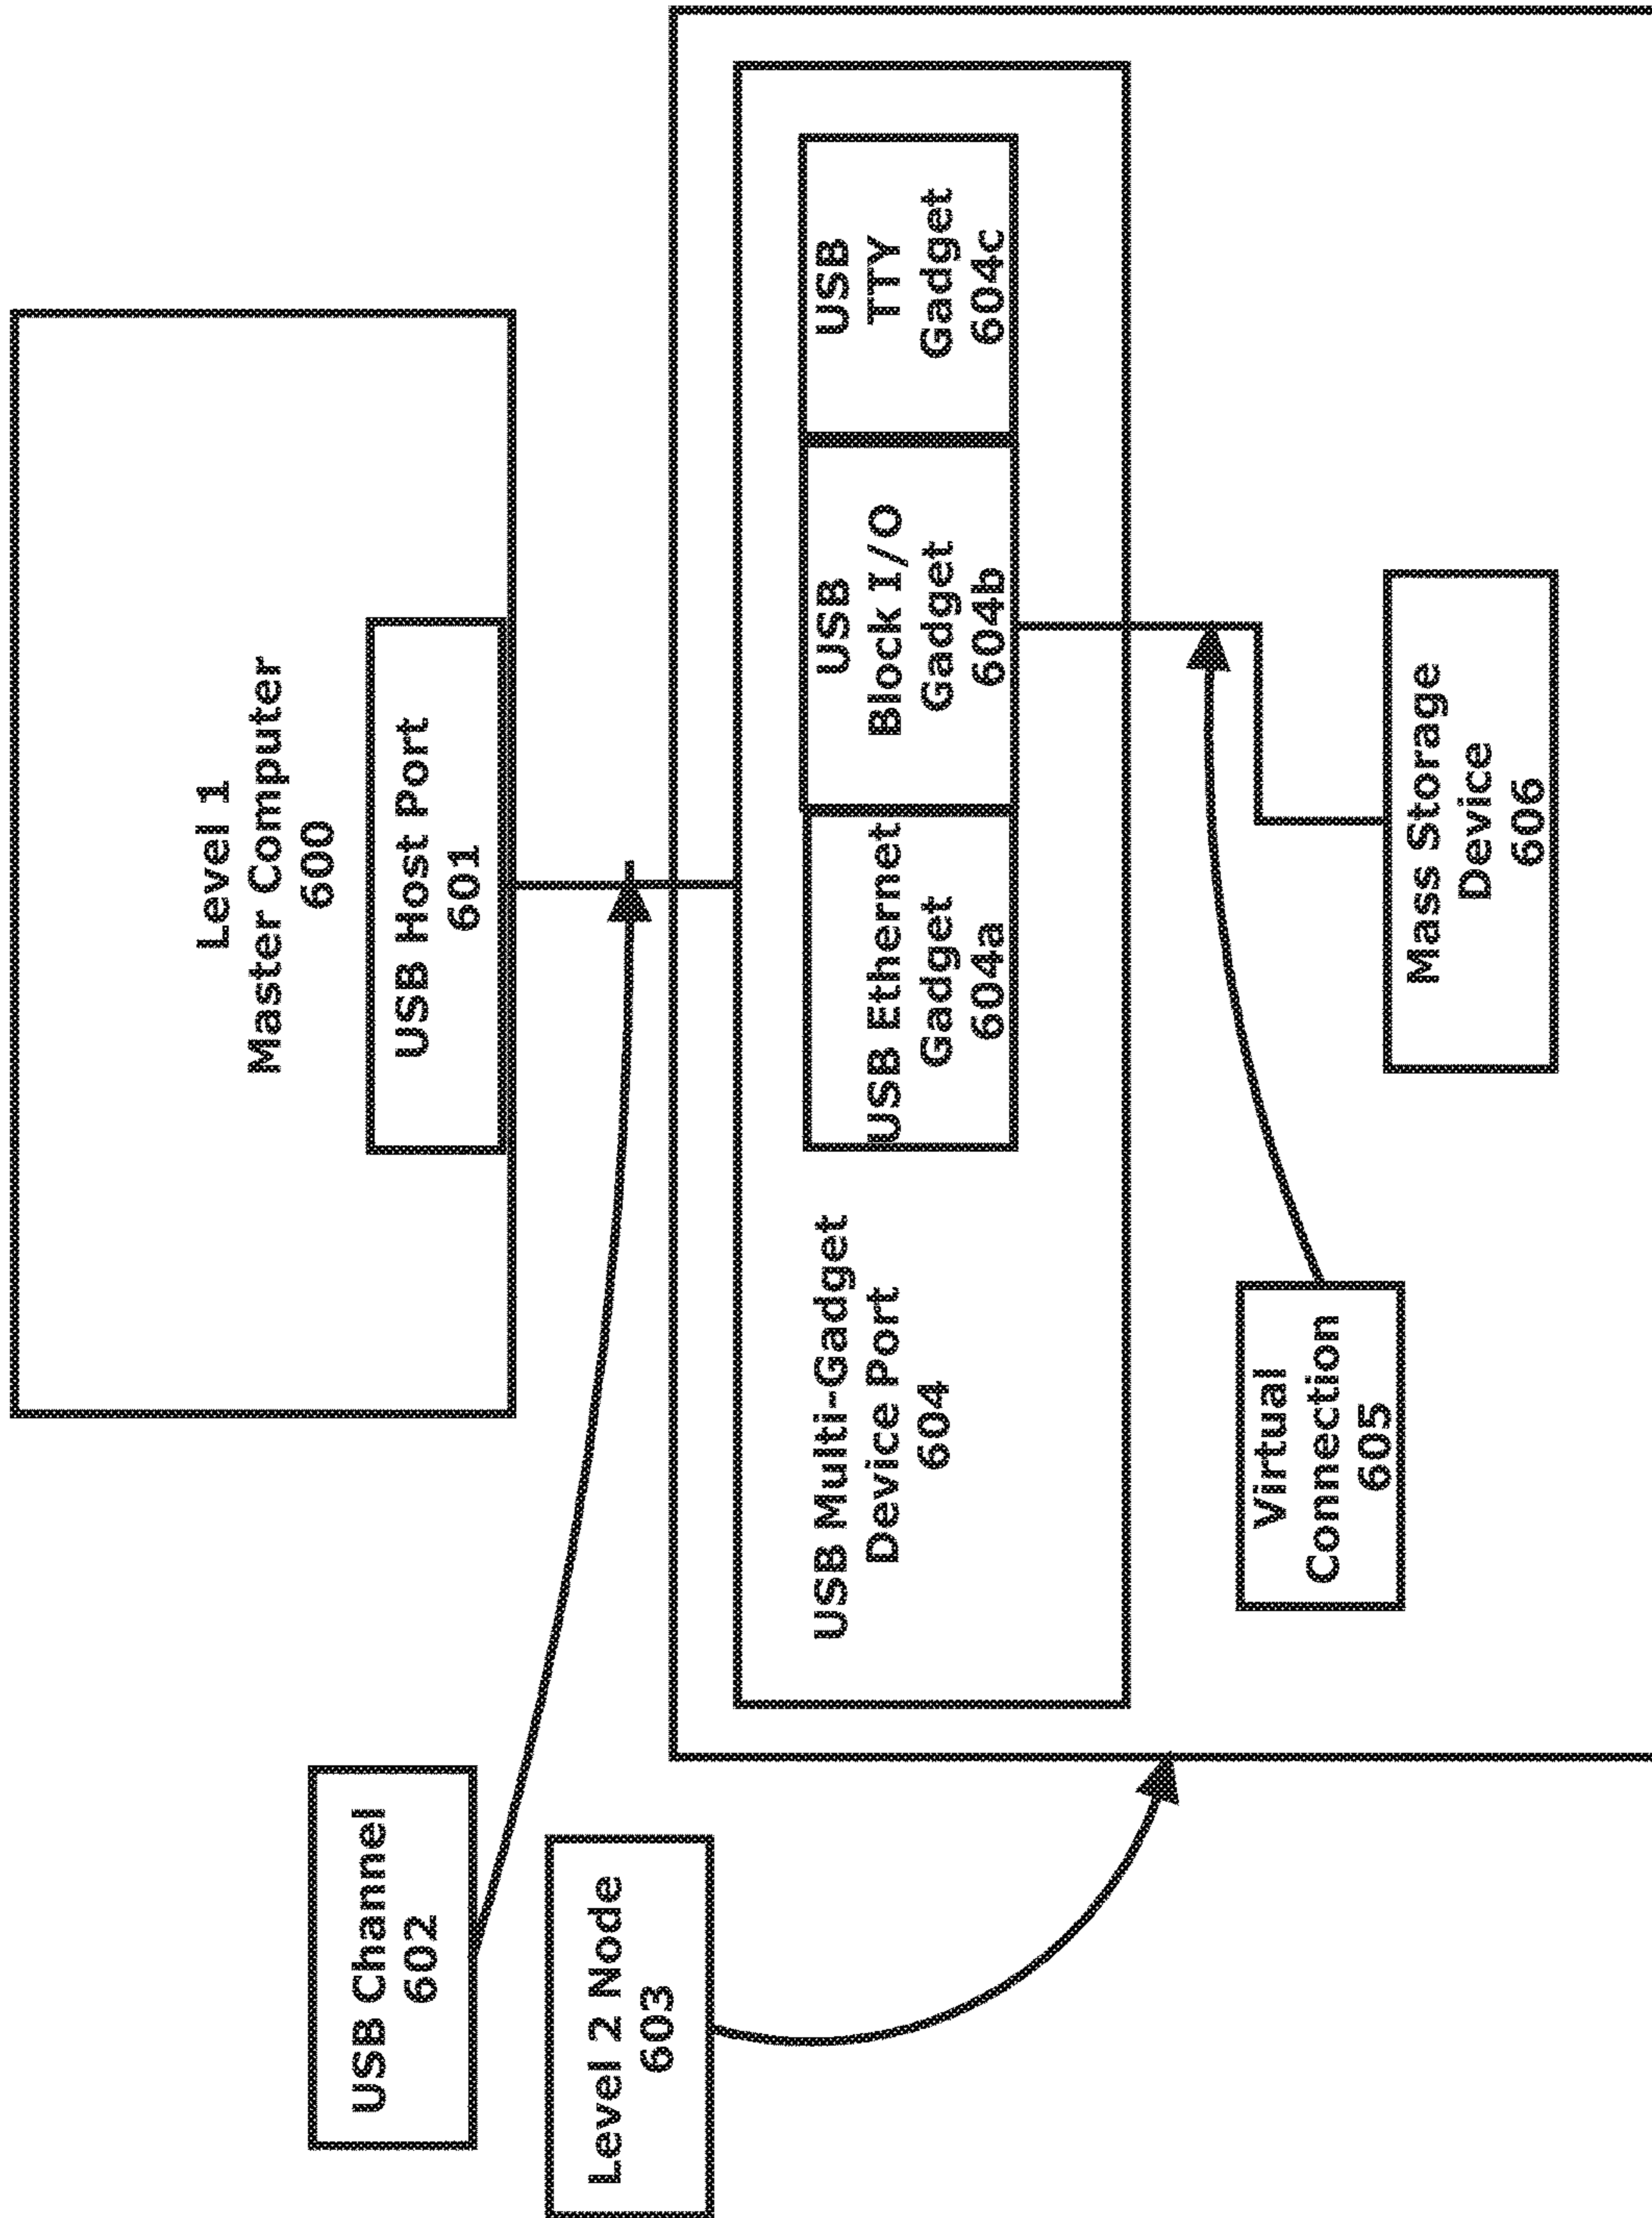 Level 1
Master Computer
600
USB Host Port
601
USB Channel
602
Level 2 Node
603
USB Multi-Gadget
Device Port
604
USB Ethernet
Gadget
604a
USB
Block I/O
Gadget
604b
USB
TTY
Gadget
604c
Virtual
Connection
605
Mass Storage
Device
606